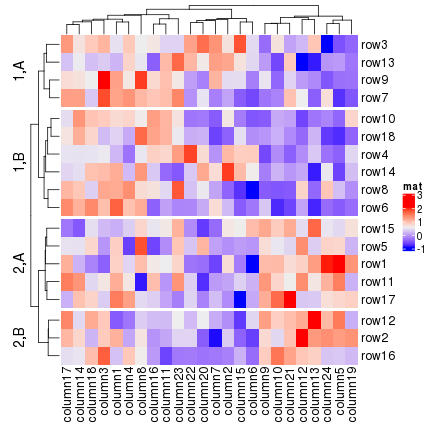 1,A
1,B
2,A
2,B
row3
row13
row9
row7
row10
row18
row4
row14
row8
row6
row15
row5
row1
row11
row17
row12
row2
row16
mat
3
2
1
0
-1
column17
column14
column18
column3
column1
column4
column8
column16
column11
column23
column22
column20
column7
column2
column15
column6
column9
column10
column21
column12
column13
column24
column5
column19